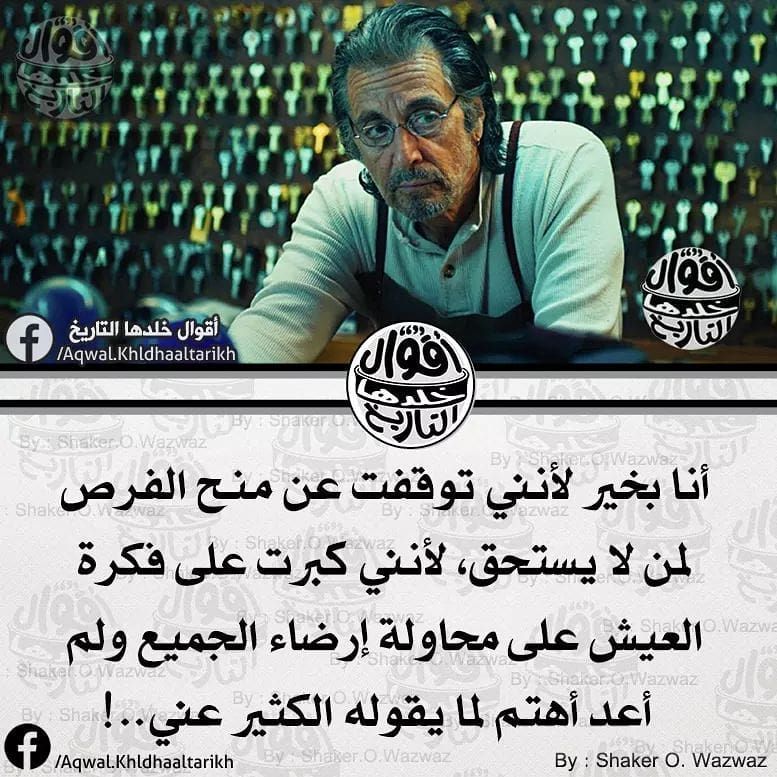 أقوال
خلدها
التاريخ
أقوال
خلدها
التاريخ
أقوال خلدها التاريخ
/Aqwal.Khldhaaltarikh
أقوال
خلدها
التاريخ
أنا بخير لأنني توقفت عن منح الفرص
لمن لا يستحق، لأنني كبرت على فكرة
العيش على محاولة إرضاء الجميع ولم
أعد أهتم لما يقوله الكثير عني..!
/Aqwal.Khldhaaltarikh
By : Shaker O. Wazwaz